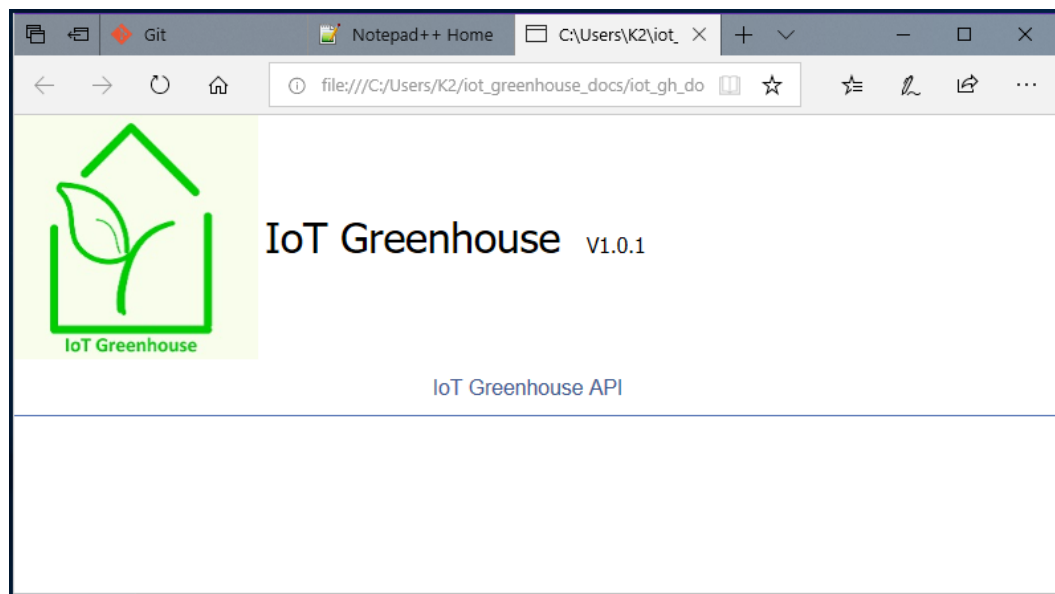 Git
Notepad++ Home
C:\Users\K2\iot_
file:///C:/Users/K2/iot_greenhouse_docs/iot_gh_do
IoT Greenhouse V1.0.1
IoT Greenhouse
IoT Greenhouse API